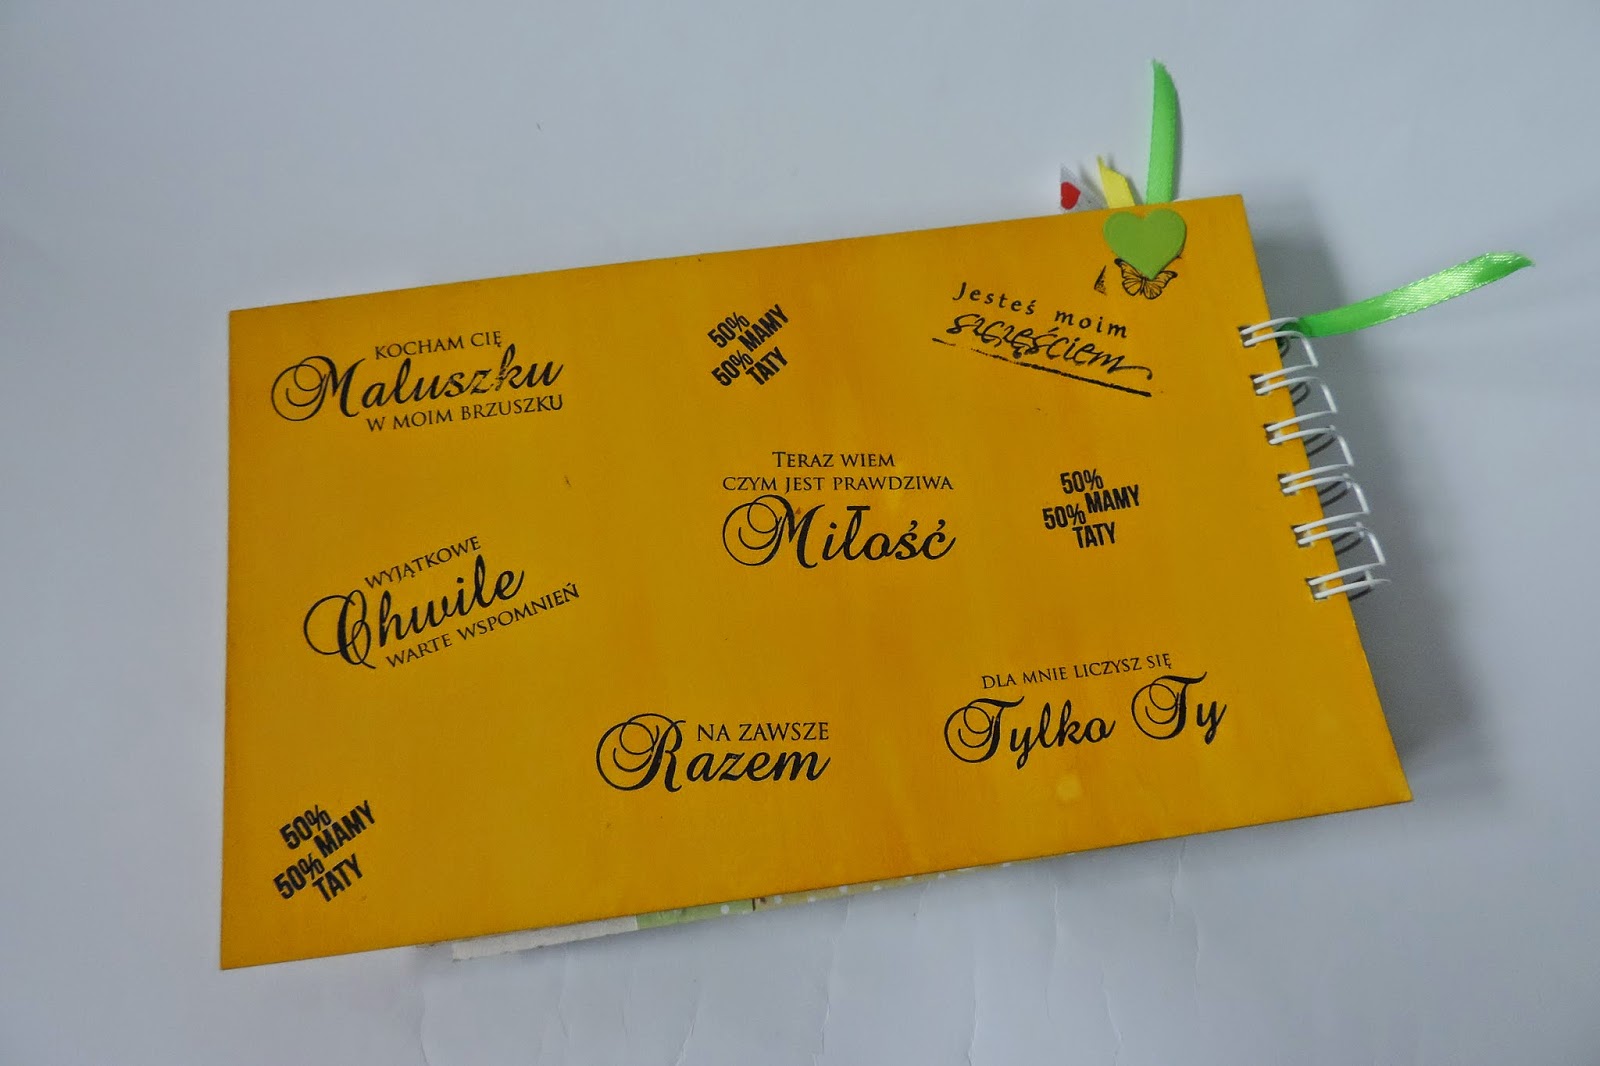 KOCHAM CIĘ
Maluszku
W MOIM BRZUSZKU
50%
MAMY
50%
TATY
Jesteś moim
szczęściem
TERAZ WIEM
CZYM JEST PRAWDZIWA
Miłość
50%
MAMY
50%
TATY
WYJĄTKOWE
Chwile
WARTE WSPOMNIEŃ
NA ZAWSZE
Razem
DLA MNIE LICZYSZ SIĘ
Tylko Ty
50%
MAMY
50%
TATY